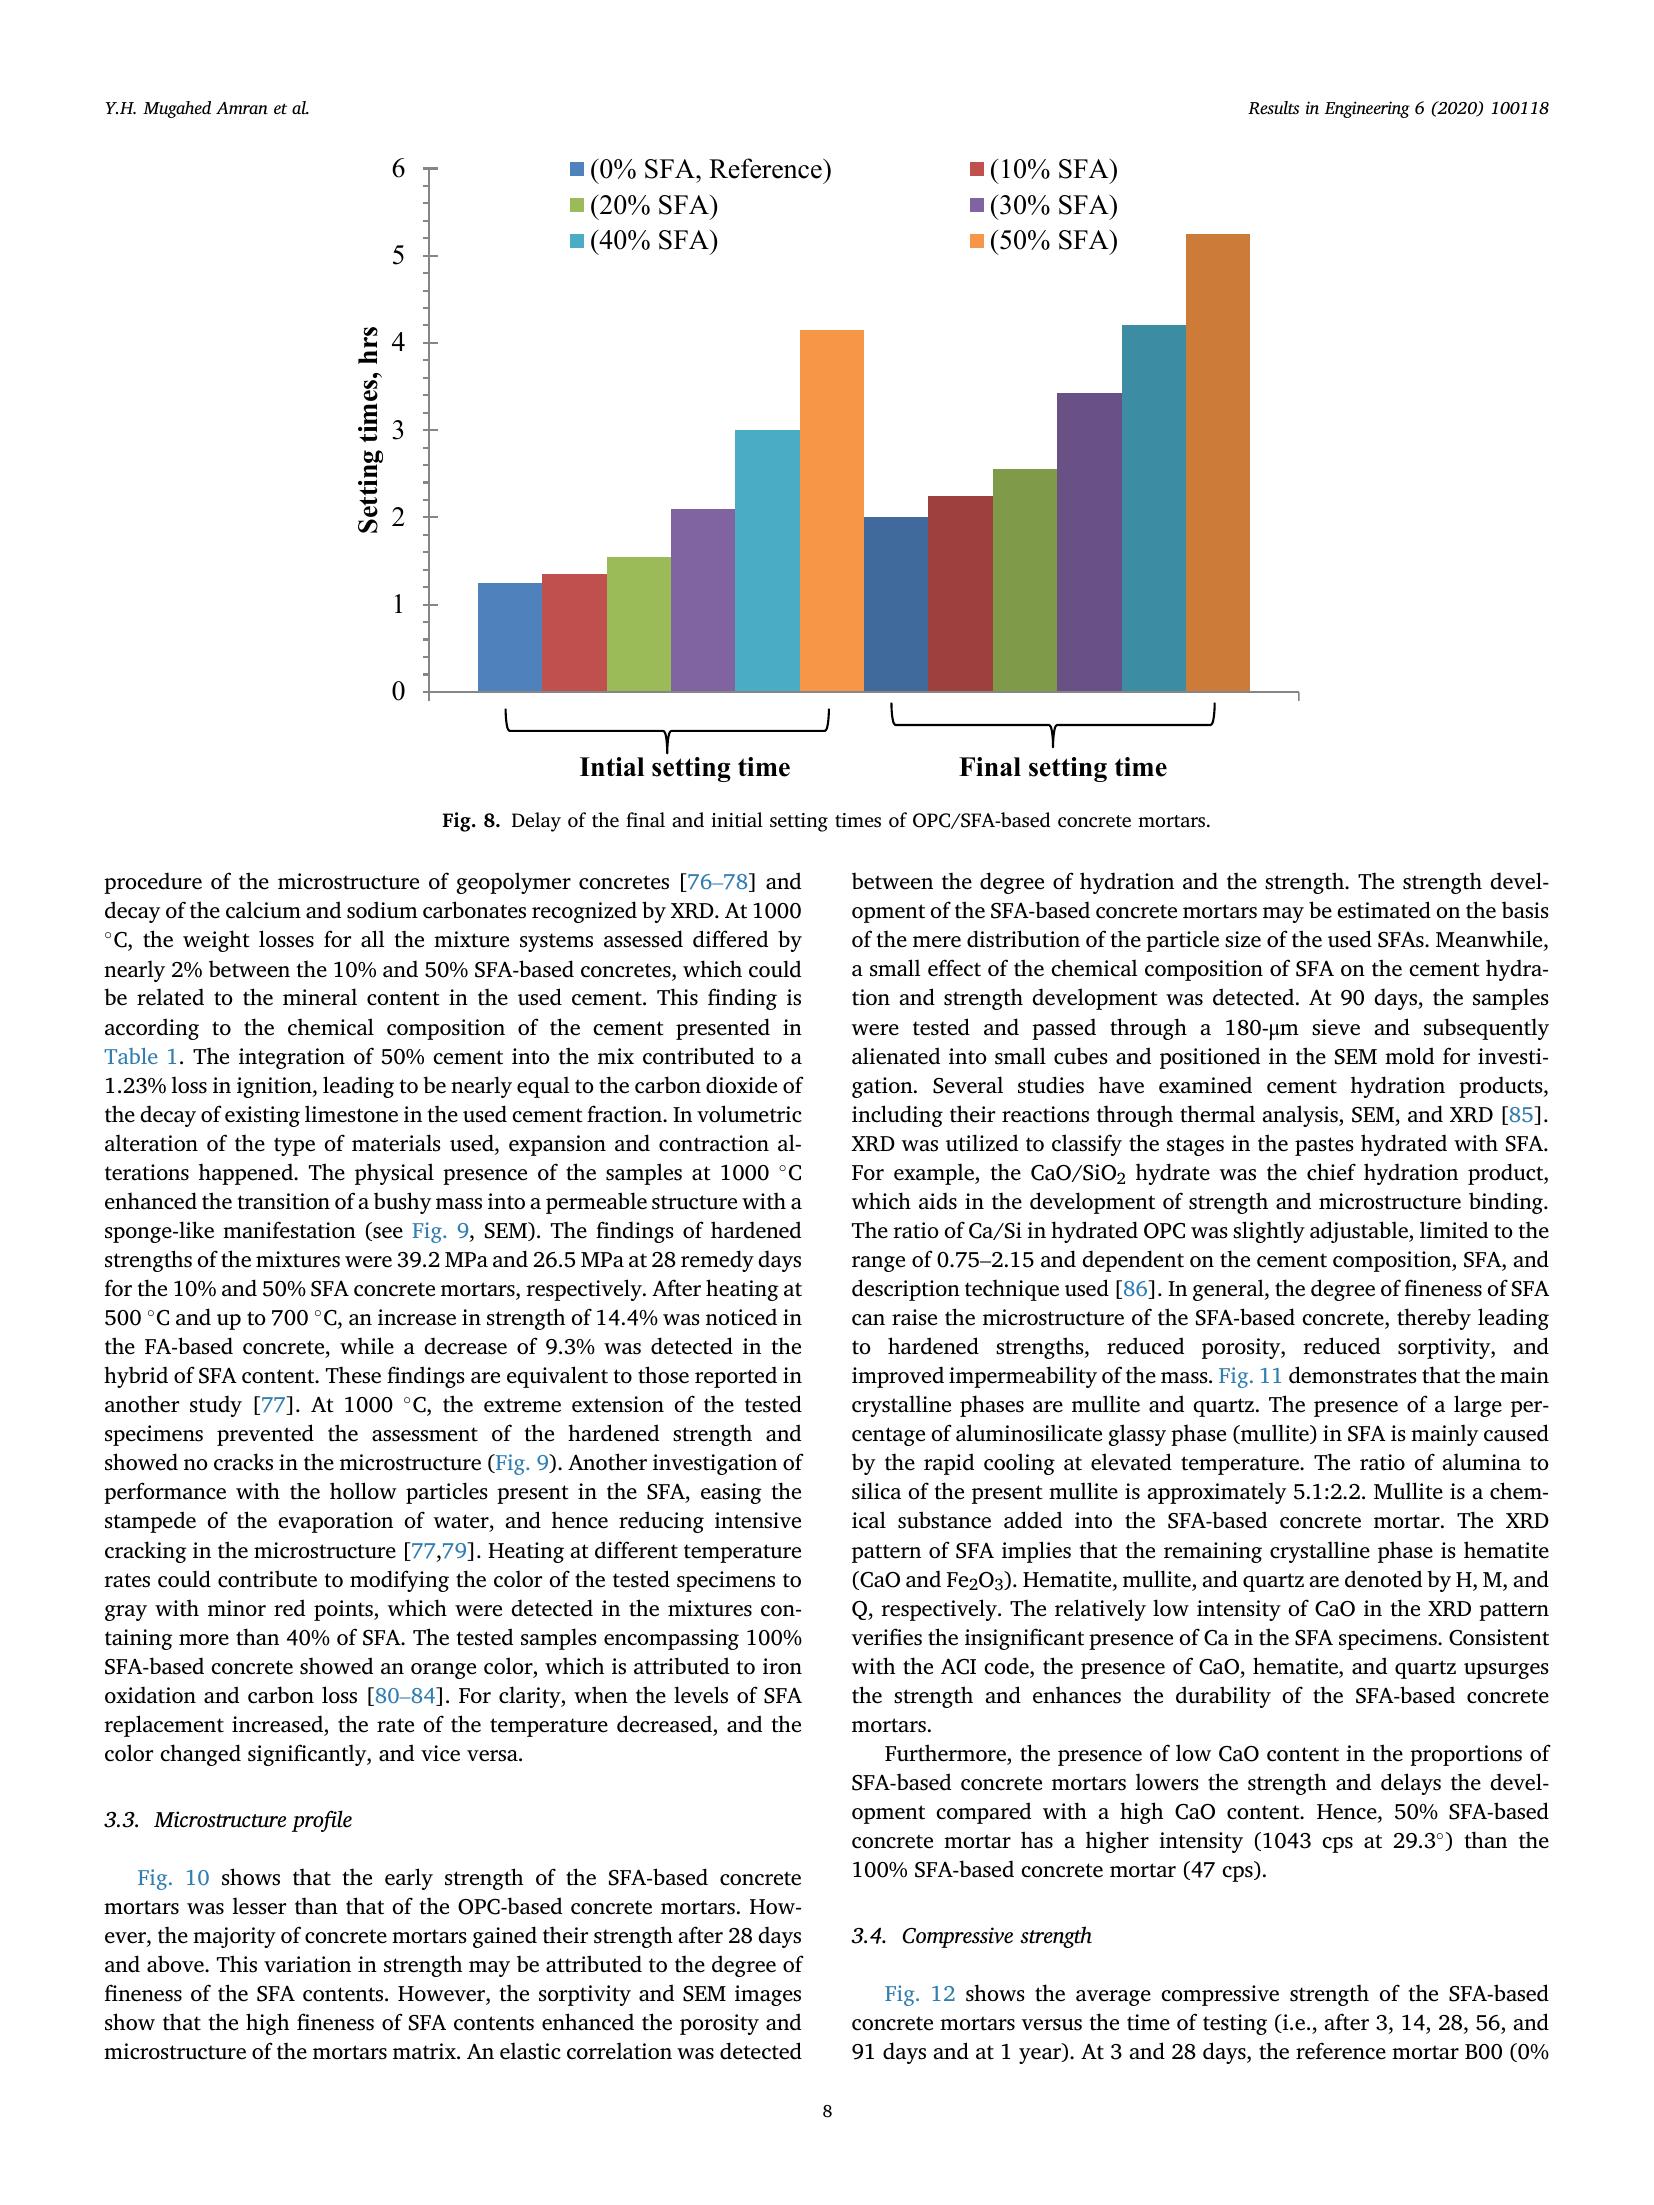 Y.H. Mugahed Amran et al.
Results in Engineering 6 (2020) 100118
6
5
4
3
2
1
0
Setting times, hrs
(0% SFA, Reference)
(10% SFA)
(20% SFA)
(30% SFA)
(40% SFA)
(50% SFA)
Intial setting time
Final setting time
Fig. 8. Delay of the final and initial setting times of OPC/SFA-based concrete mortars.
procedure of the microstructure of geopolymer concretes [76–78] and
decay of the calcium and sodium carbonates recognized by XRD. At 1000
°C, the weight losses for all the mixture systems assessed differed by
nearly 2% between the 10% and 50% SFA-based concretes, which could
be related to the mineral content in the used cement. This finding is
according to the chemical composition of the cement presented in
Table 1. The integration of 50% cement into the mix contributed to a
1.23% loss in ignition, leading to be nearly equal to the carbon dioxide of
the decay of existing limestone in the used cement fraction. In volumetric
alteration of the type of materials used, expansion and contraction al-
terations happened. The physical presence of the samples at 1000 °C
enhanced the transition of a bushy mass into a permeable structure with a
sponge-like manifestation (see Fig. 9, SEM). The findings of hardened
strengths of the mixtures were 39.2 MPa and 26.5 MPa at 28 remedy days
for the 10% and 50% SFA concrete mortars, respectively. After heating at
500 °C and up to 700 °C, an increase in strength of 14.4% was noticed in
the FA-based concrete, while a decrease of 9.3% was detected in the
hybrid of SFA content. These findings are equivalent to those reported in
another study [77]. At 1000 °C, the extreme extension of the tested
specimens prevented the assessment of the hardened strength and
showed no cracks in the microstructure (Fig. 9). Another investigation of
performance with the hollow particles present in the SFA, easing the
stampede of the evaporation of water, and hence reducing intensive
cracking in the microstructure [77,79]. Heating at different temperature
rates could contribute to modifying the color of the tested specimens to
gray with minor red points, which were detected in the mixtures con-
taining more than 40% of SFA. The tested samples encompassing 100%
SFA-based concrete showed an orange color, which is attributed to iron
oxidation and carbon loss [80–84]. For clarity, when the levels of SFA
replacement increased, the rate of the temperature decreased, and the
color changed significantly, and vice versa.
3.3. Microstructure profile
Fig. 10 shows that the early strength of the SFA-based concrete
mortars was lesser than that of the OPC-based concrete mortars. How-
ever, the majority of concrete mortars gained their strength after 28 days
and above. This variation in strength may be attributed to the degree of
fineness of the SFA contents. However, the sorptivity and SEM images
show that the high fineness of SFA contents enhanced the porosity and
microstructure of the mortars matrix. An elastic correlation was detected
between the degree of hydration and the strength. The strength devel-
opment of the SFA-based concrete mortars may be estimated on the basis
of the mere distribution of the particle size of the used SFAs. Meanwhile,
a small effect of the chemical composition of SFA on the cement hydra-
tion and strength development was detected. At 90 days, the samples
were tested and passed through a 180-μm sieve and subsequently
alienated into small cubes and positioned in the SEM mold for investi-
gation. Several studies have examined cement hydration products,
including their reactions through thermal analysis, SEM, and XRD [85].
XRD was utilized to classify the stages in the pastes hydrated with SFA.
For example, the CaO/SiO₂ hydrate was the chief hydration product,
which aids in the development of strength and microstructure binding.
The ratio of Ca/Si in hydrated OPC was slightly adjustable, limited to the
range of 0.75–2.15 and dependent on the cement composition, SFA, and
description technique used [86]. In general, the degree of fineness of SFA
can raise the microstructure of the SFA-based concrete, thereby leading
to hardened strengths, reduced porosity, reduced sorptivity, and
improved impermeability of the mass. Fig. 11 demonstrates that the main
crystalline phases are mullite and quartz. The presence of a large per-
centage of aluminosilicate glassy phase (mullite) in SFA is mainly caused
by the rapid cooling at elevated temperature. The ratio of alumina to
silica of the present mullite is approximately 5.1:2.2. Mullite is a chem-
ical substance added into the SFA-based concrete mortar. The XRD
pattern of SFA implies that the remaining crystalline phase is hematite
(CaO and Fe₂O₃). Hematite, mullite, and quartz are denoted by H, M, and
Q, respectively. The relatively low intensity of CaO in the XRD pattern
verifies the insignificant presence of Ca in the SFA specimens. Consistent
with the ACI code, the presence of CaO, hematite, and quartz upsurges
the strength and enhances the durability of the SFA-based concrete
mortars.
Furthermore, the presence of low CaO content in the proportions of
SFA-based concrete mortars lowers the strength and delays the devel-
opment compared with a high CaO content. Hence, 50% SFA-based
concrete mortar has a higher intensity (1043 cps at 29.3°) than the
100% SFA-based concrete mortar (47 cps).
3.4. Compressive strength
Fig. 12 shows the average compressive strength of the SFA-based
concrete mortars versus the time of testing (i.e., after 3, 14, 28, 56, and
91 days and at 1 year). At 3 and 28 days, the reference mortar B00 (0%
8